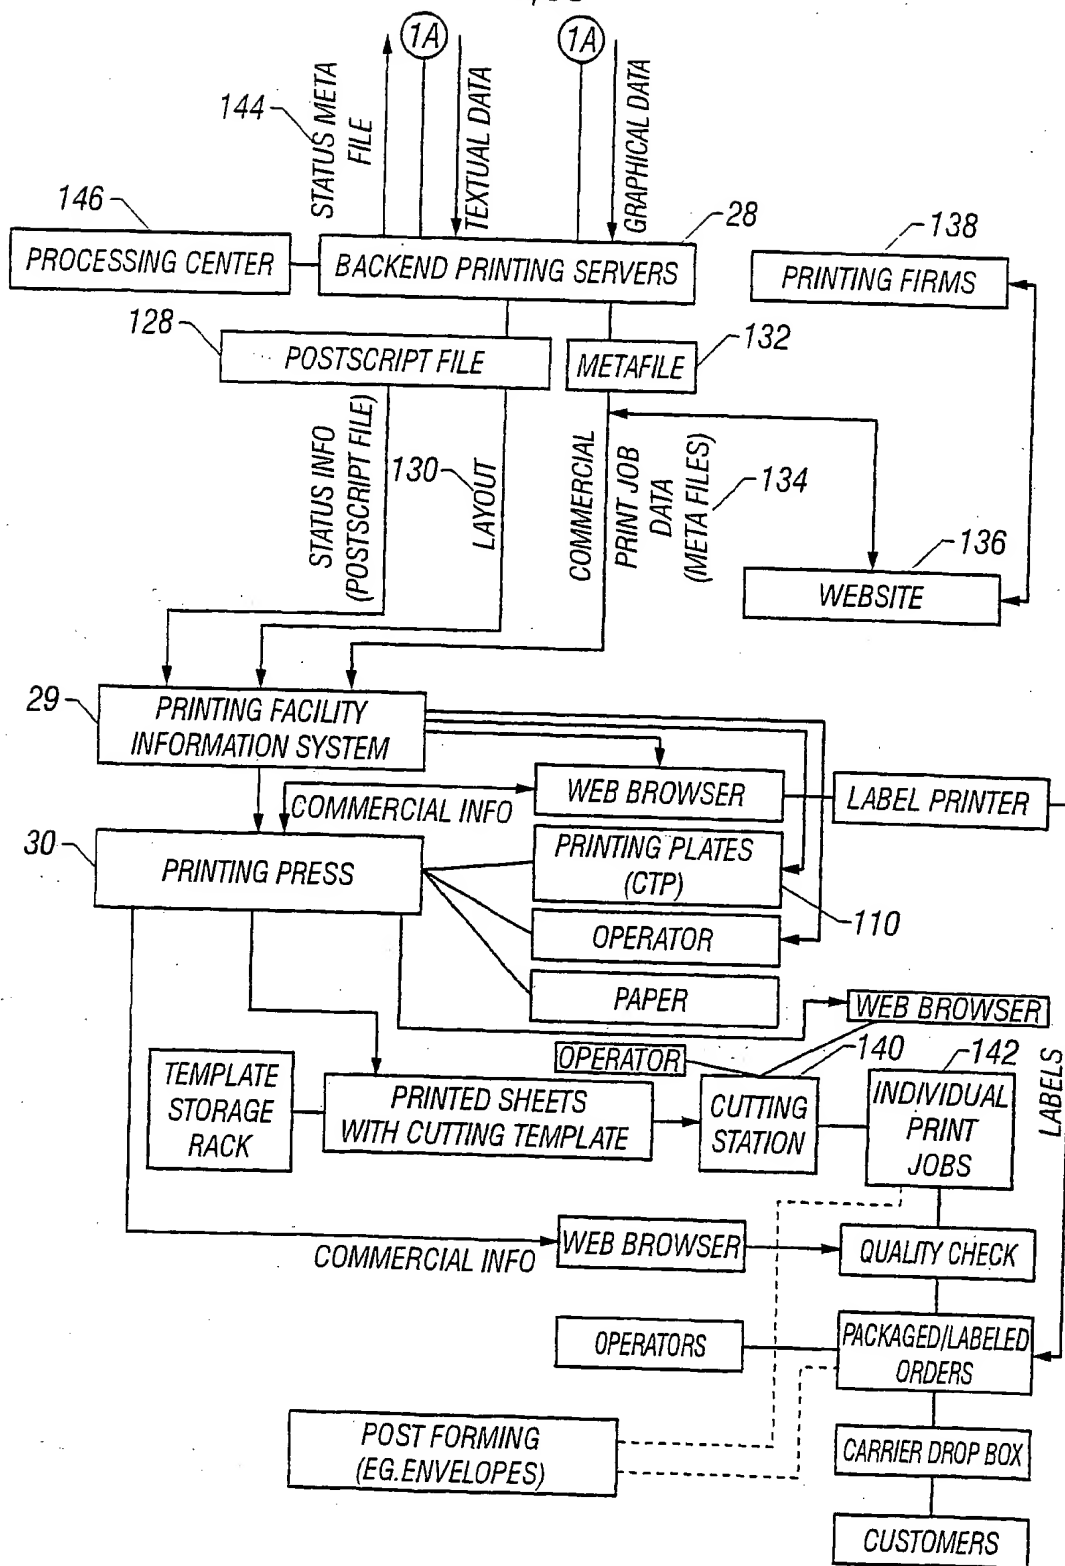 1A
1A
144
STATUS META
FILE
TEXTUAL DATA
GRAPHICAL DATA
146
28
138
PROCESSING CENTER
BACKEND PRINTING SERVERS
PRINTING FIRMS
128
POSTSCRIPT FILE
METAFILE
132
STATUS INFO
(POSTSCRIPT FILE)
130
LAYOUT
COMMERCIAL
PRINT JOB
DATA
(META FILES)
134
136
WEBSITE
29
PRINTING FACILITY
INFORMATION SYSTEM
COMMERCIAL INFO
WEB BROWSER
LABEL PRINTER
30
PRINTING PRESS
PRINTING PLATES
(CTP)
110
OPERATOR
PAPER
WEB BROWSER
OPERATOR
140
142
LABELS
TEMPLATE
STORAGE
RACK
PRINTED SHEETS
WITH CUTTING TEMPLATE
CUTTING
STATION
INDIVIDUAL
PRINT
JOBS
COMMERCIAL INFO
WEB BROWSER
QUALITY CHECK
OPERATORS
PACKAGED/LABELED
ORDERS
POST FORMING
(EG.ENVELOPES)
CARRIER DROP BOX
CUSTOMERS